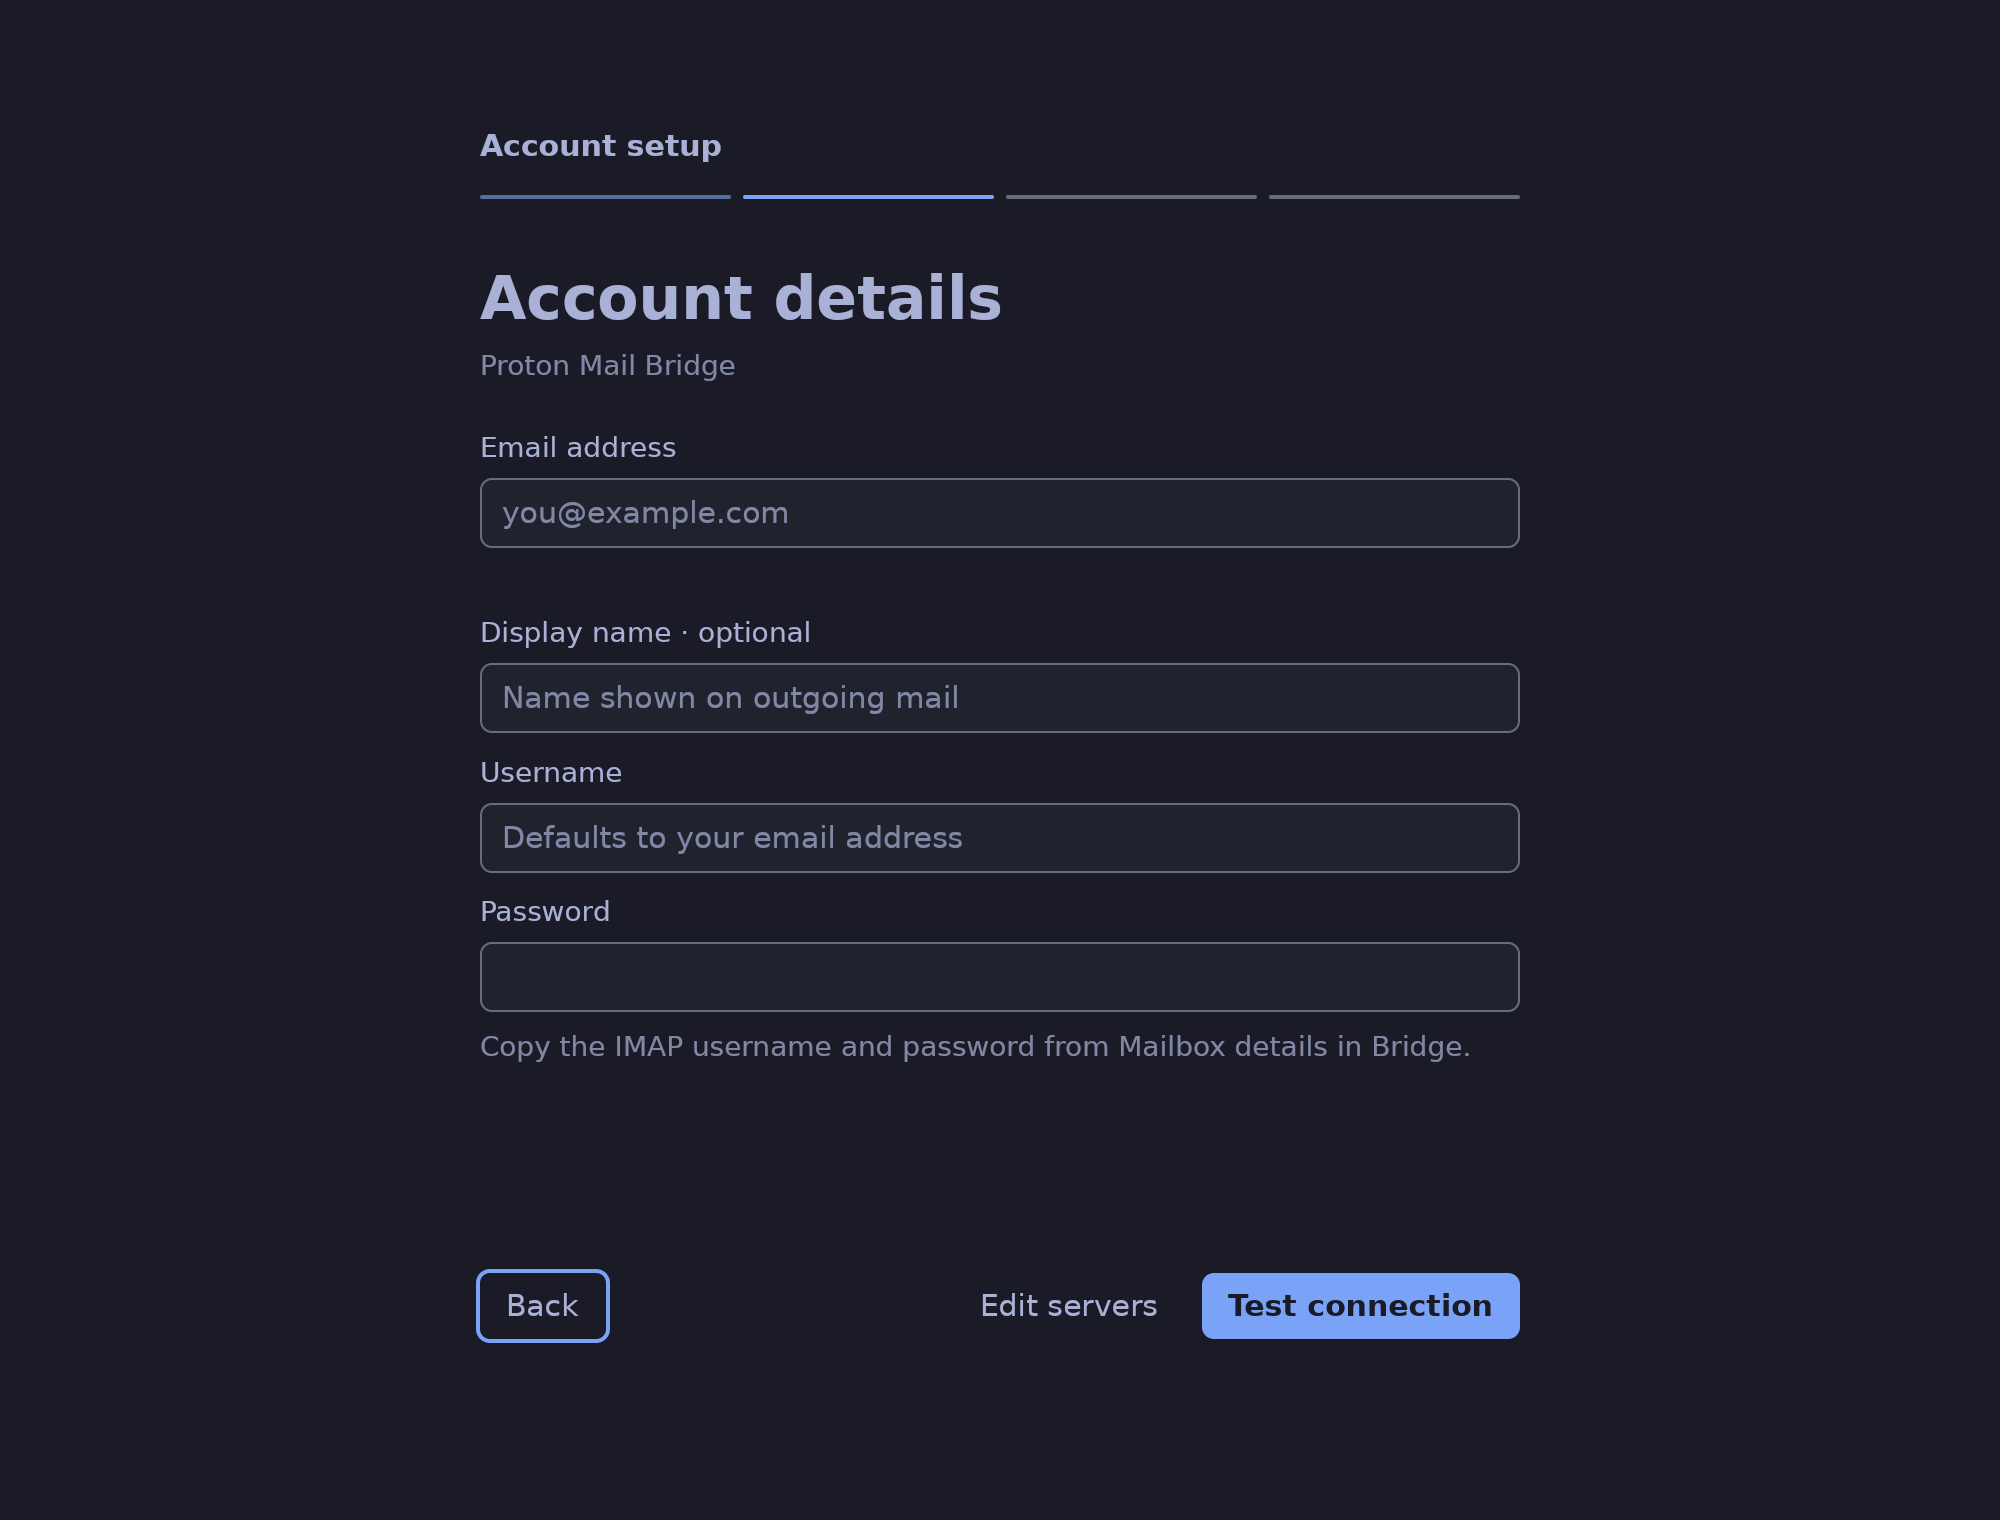 Account setup
Account details
Proton Mail Bridge
Email address
you@example.com
Display name · optional
Name shown on outgoing mail
Username
Defaults to your email address
Password
Copy the IMAP username and password from Mailbox details in Bridge.
Back
Edit servers
Test connection